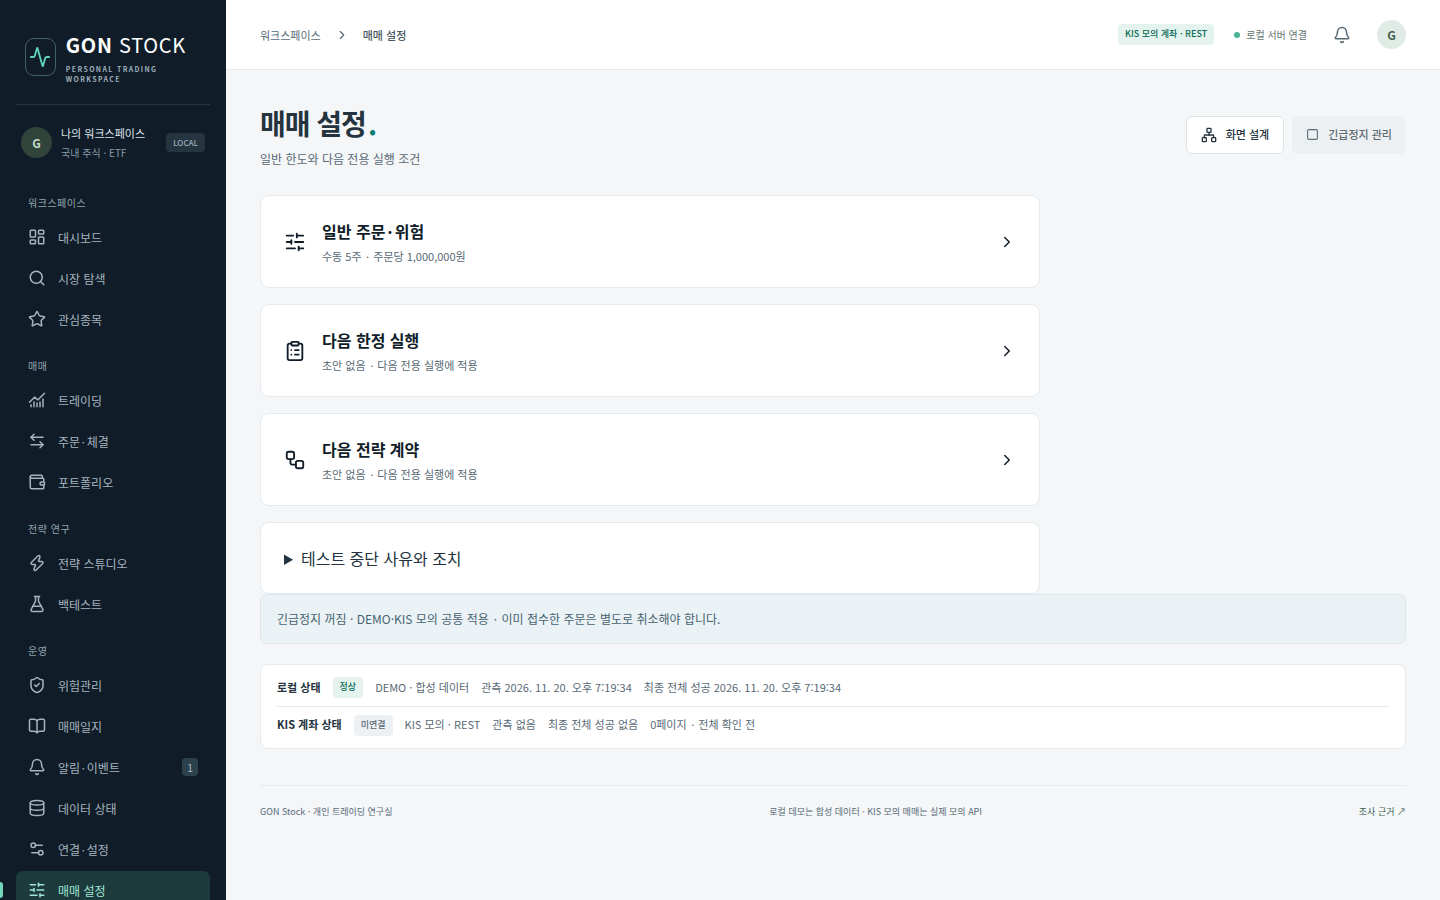 GON STOCK
PERSONAL TRADING
WORKSPACE
G
나의 워크스페이스
국내 주식 · ETF
LOCAL
워크스페이스
대시보드
시장 탐색
관심종목
매매
트레이딩
주문·체결
포트폴리오
전략 연구
전략 스튜디오
백테스트
운영
위험관리
매매일지
알림·이벤트
1
데이터 상태
연결·설정
매매 설정
워크스페이스 > 매매 설정
KIS 모의 계좌 · REST
로컬 서버 연결
G
매매 설정.
일반 한도와 다음 전용 실행 조건
화면 설계
긴급정지 관리
일반 주문·위험
수동 5주 · 주문당 1,000,000원
다음 한정 실행
초안 없음 · 다음 전용 실행에 적용
다음 전략 계약
초안 없음 · 다음 전용 실행에 적용
▶ 테스트 중단 사유와 조치
긴급정지 꺼짐 · DEMO·KIS 모의 공통 적용 · 이미 접수한 주문은 별도로 취소해야 합니다.
로컬 상태 정상 DEMO · 합성 데이터 관측 2026. 11. 20. 오후 7:19:34 최종 전체 성공 2026. 11. 20. 오후 7:19:34
KIS 계좌 상태 미연결 KIS 모의 · REST 관측 없음 최종 전체 성공 없음 0페이지 · 전체 확인 전
GON Stock · 개인 트레이딩 연구실
로컬 데모는 합성 데이터 · KIS 모의 매매는 실제 모의 API
조사 근거 ↗